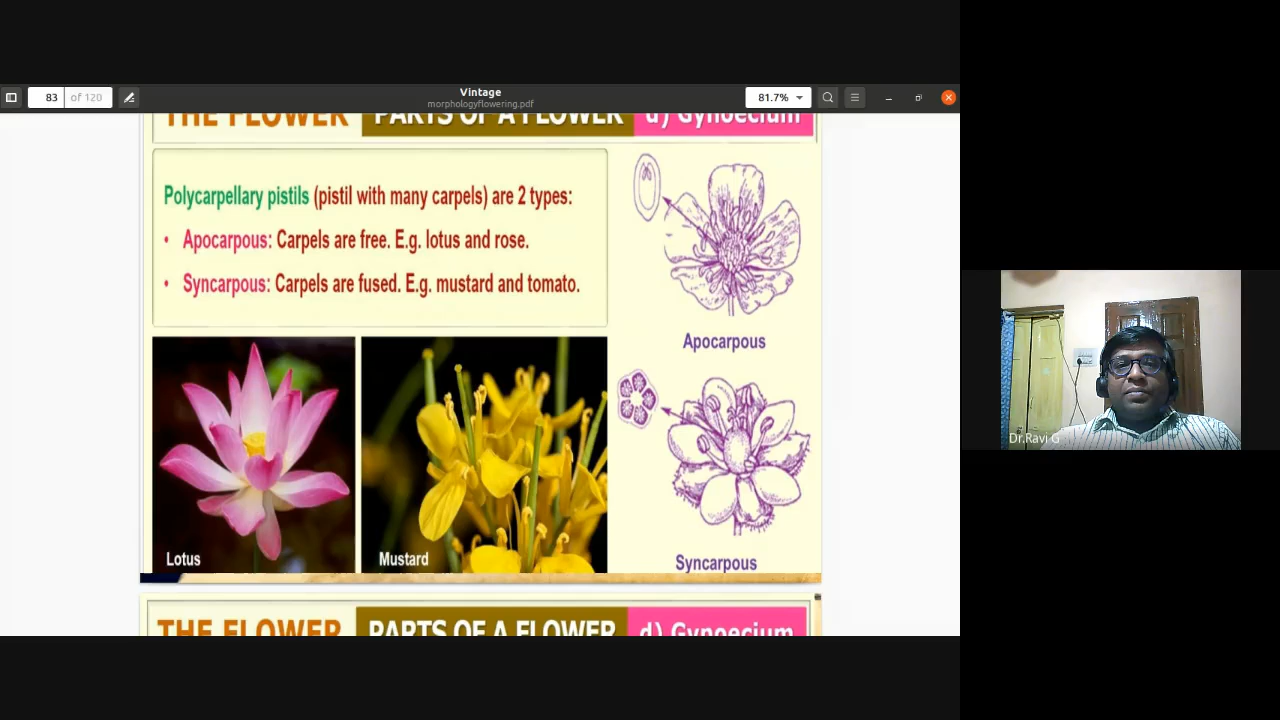 Vintage
morphologyflowering.pdf
83 of 120
81.7%
THE FLOWER PARTS OF A FLOWER d) Gynoecium
Polycarpellary pistils (pistil with many carpels) are 2 types:
• Apocarpous: Carpels are free. E.g. lotus and rose.
• Syncarpous: Carpels are fused. E.g. mustard and tomato.
Apocarpous
Lotus
Mustard
Syncarpous
THE FLOWER PARTS OF A FLOWER d) Gynoecium
Dr.Ravi G